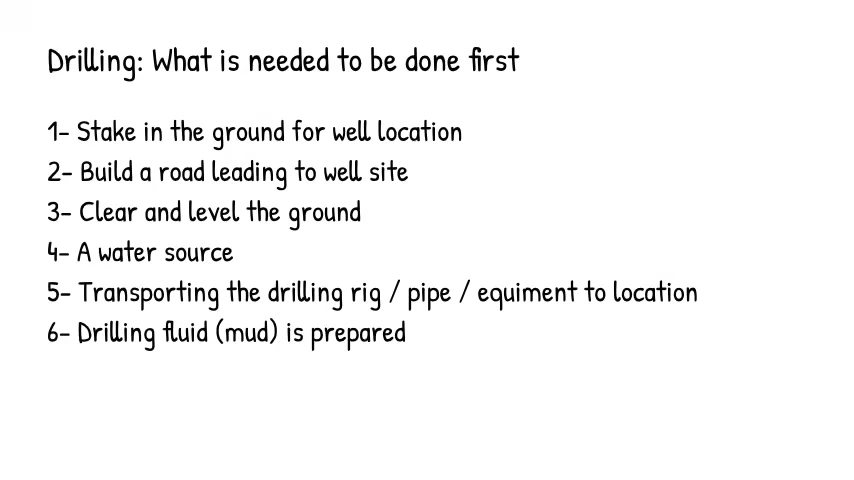 Drilling: What is needed to be done first
1- Stake in the ground for well location
2- Build a road leading to well site
3- Clear and level the ground
4- A water source
5- Transporting the drilling rig / pipe / equiment to location
6- Drilling fluid (mud) is prepared